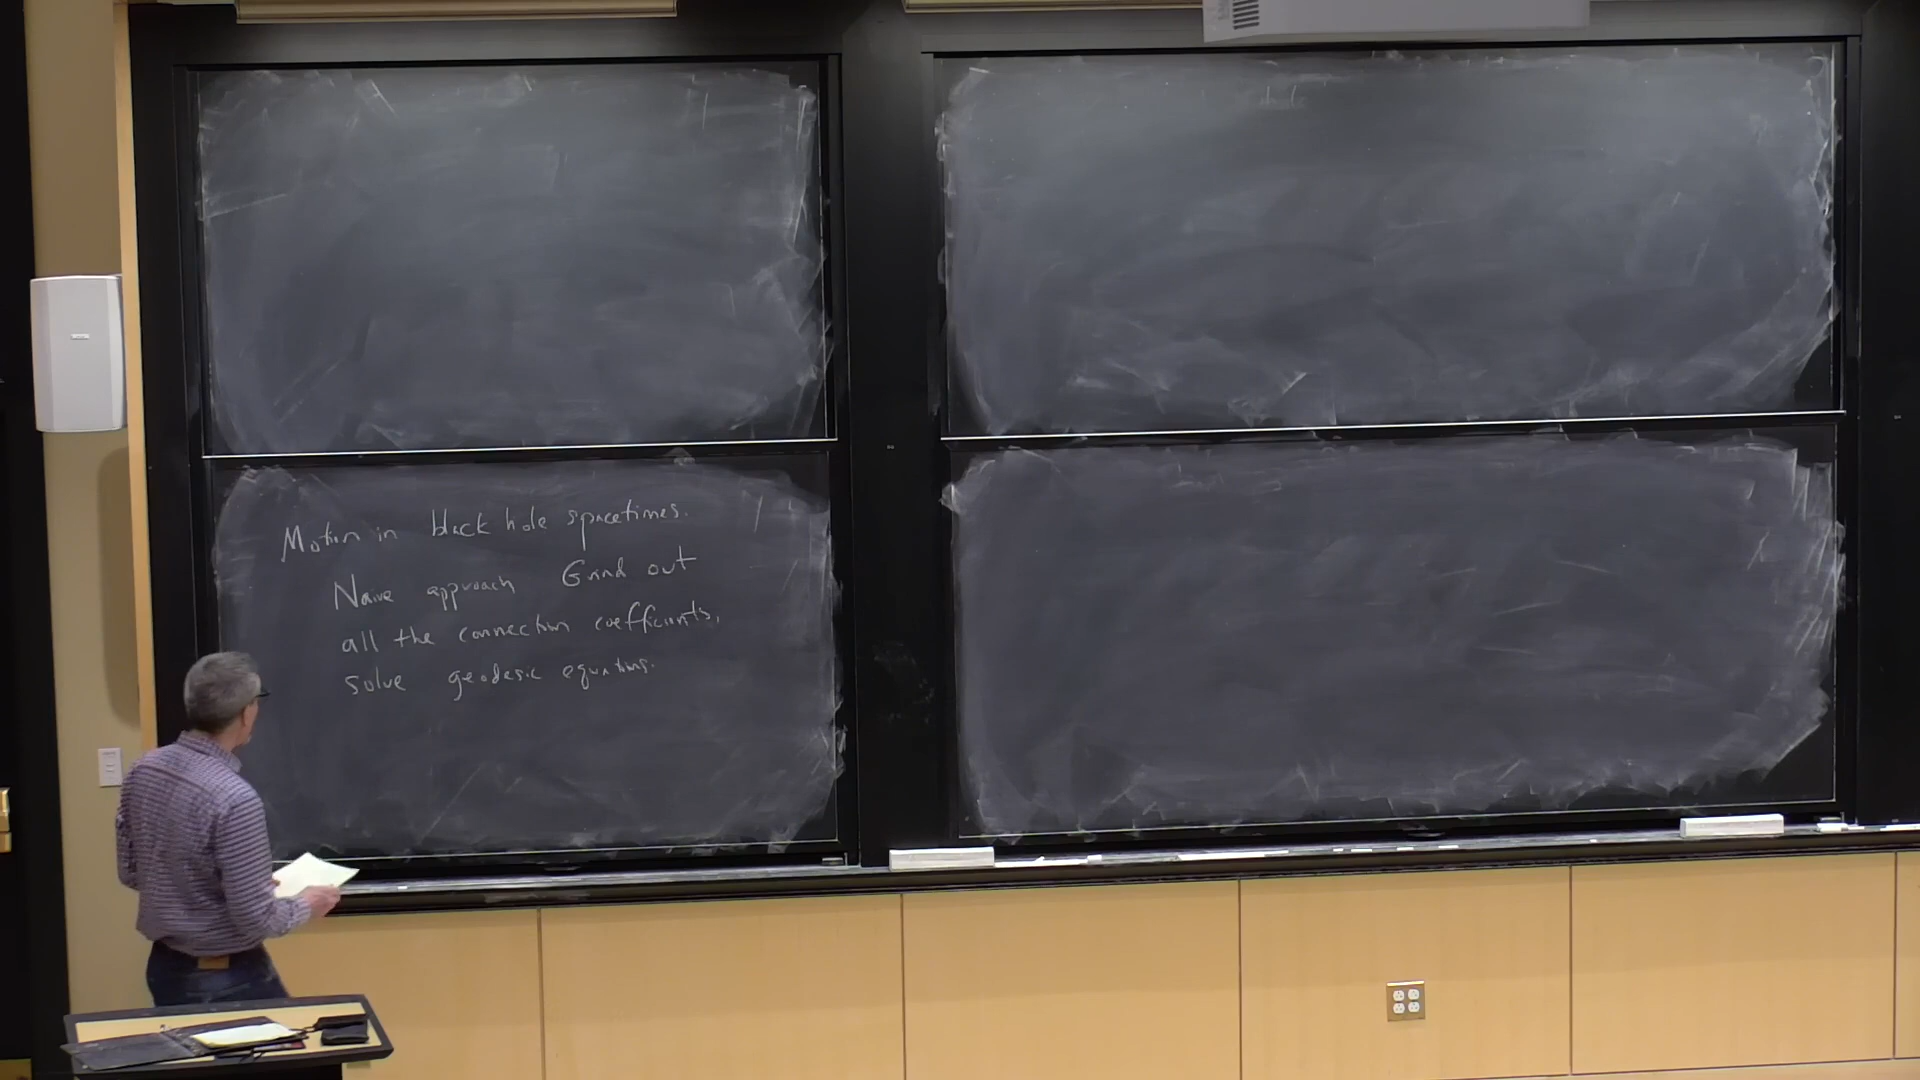 Motion in black hole spacetimes.
Naive approach Grind out
all the connection coefficients,
solve geodesic equations.